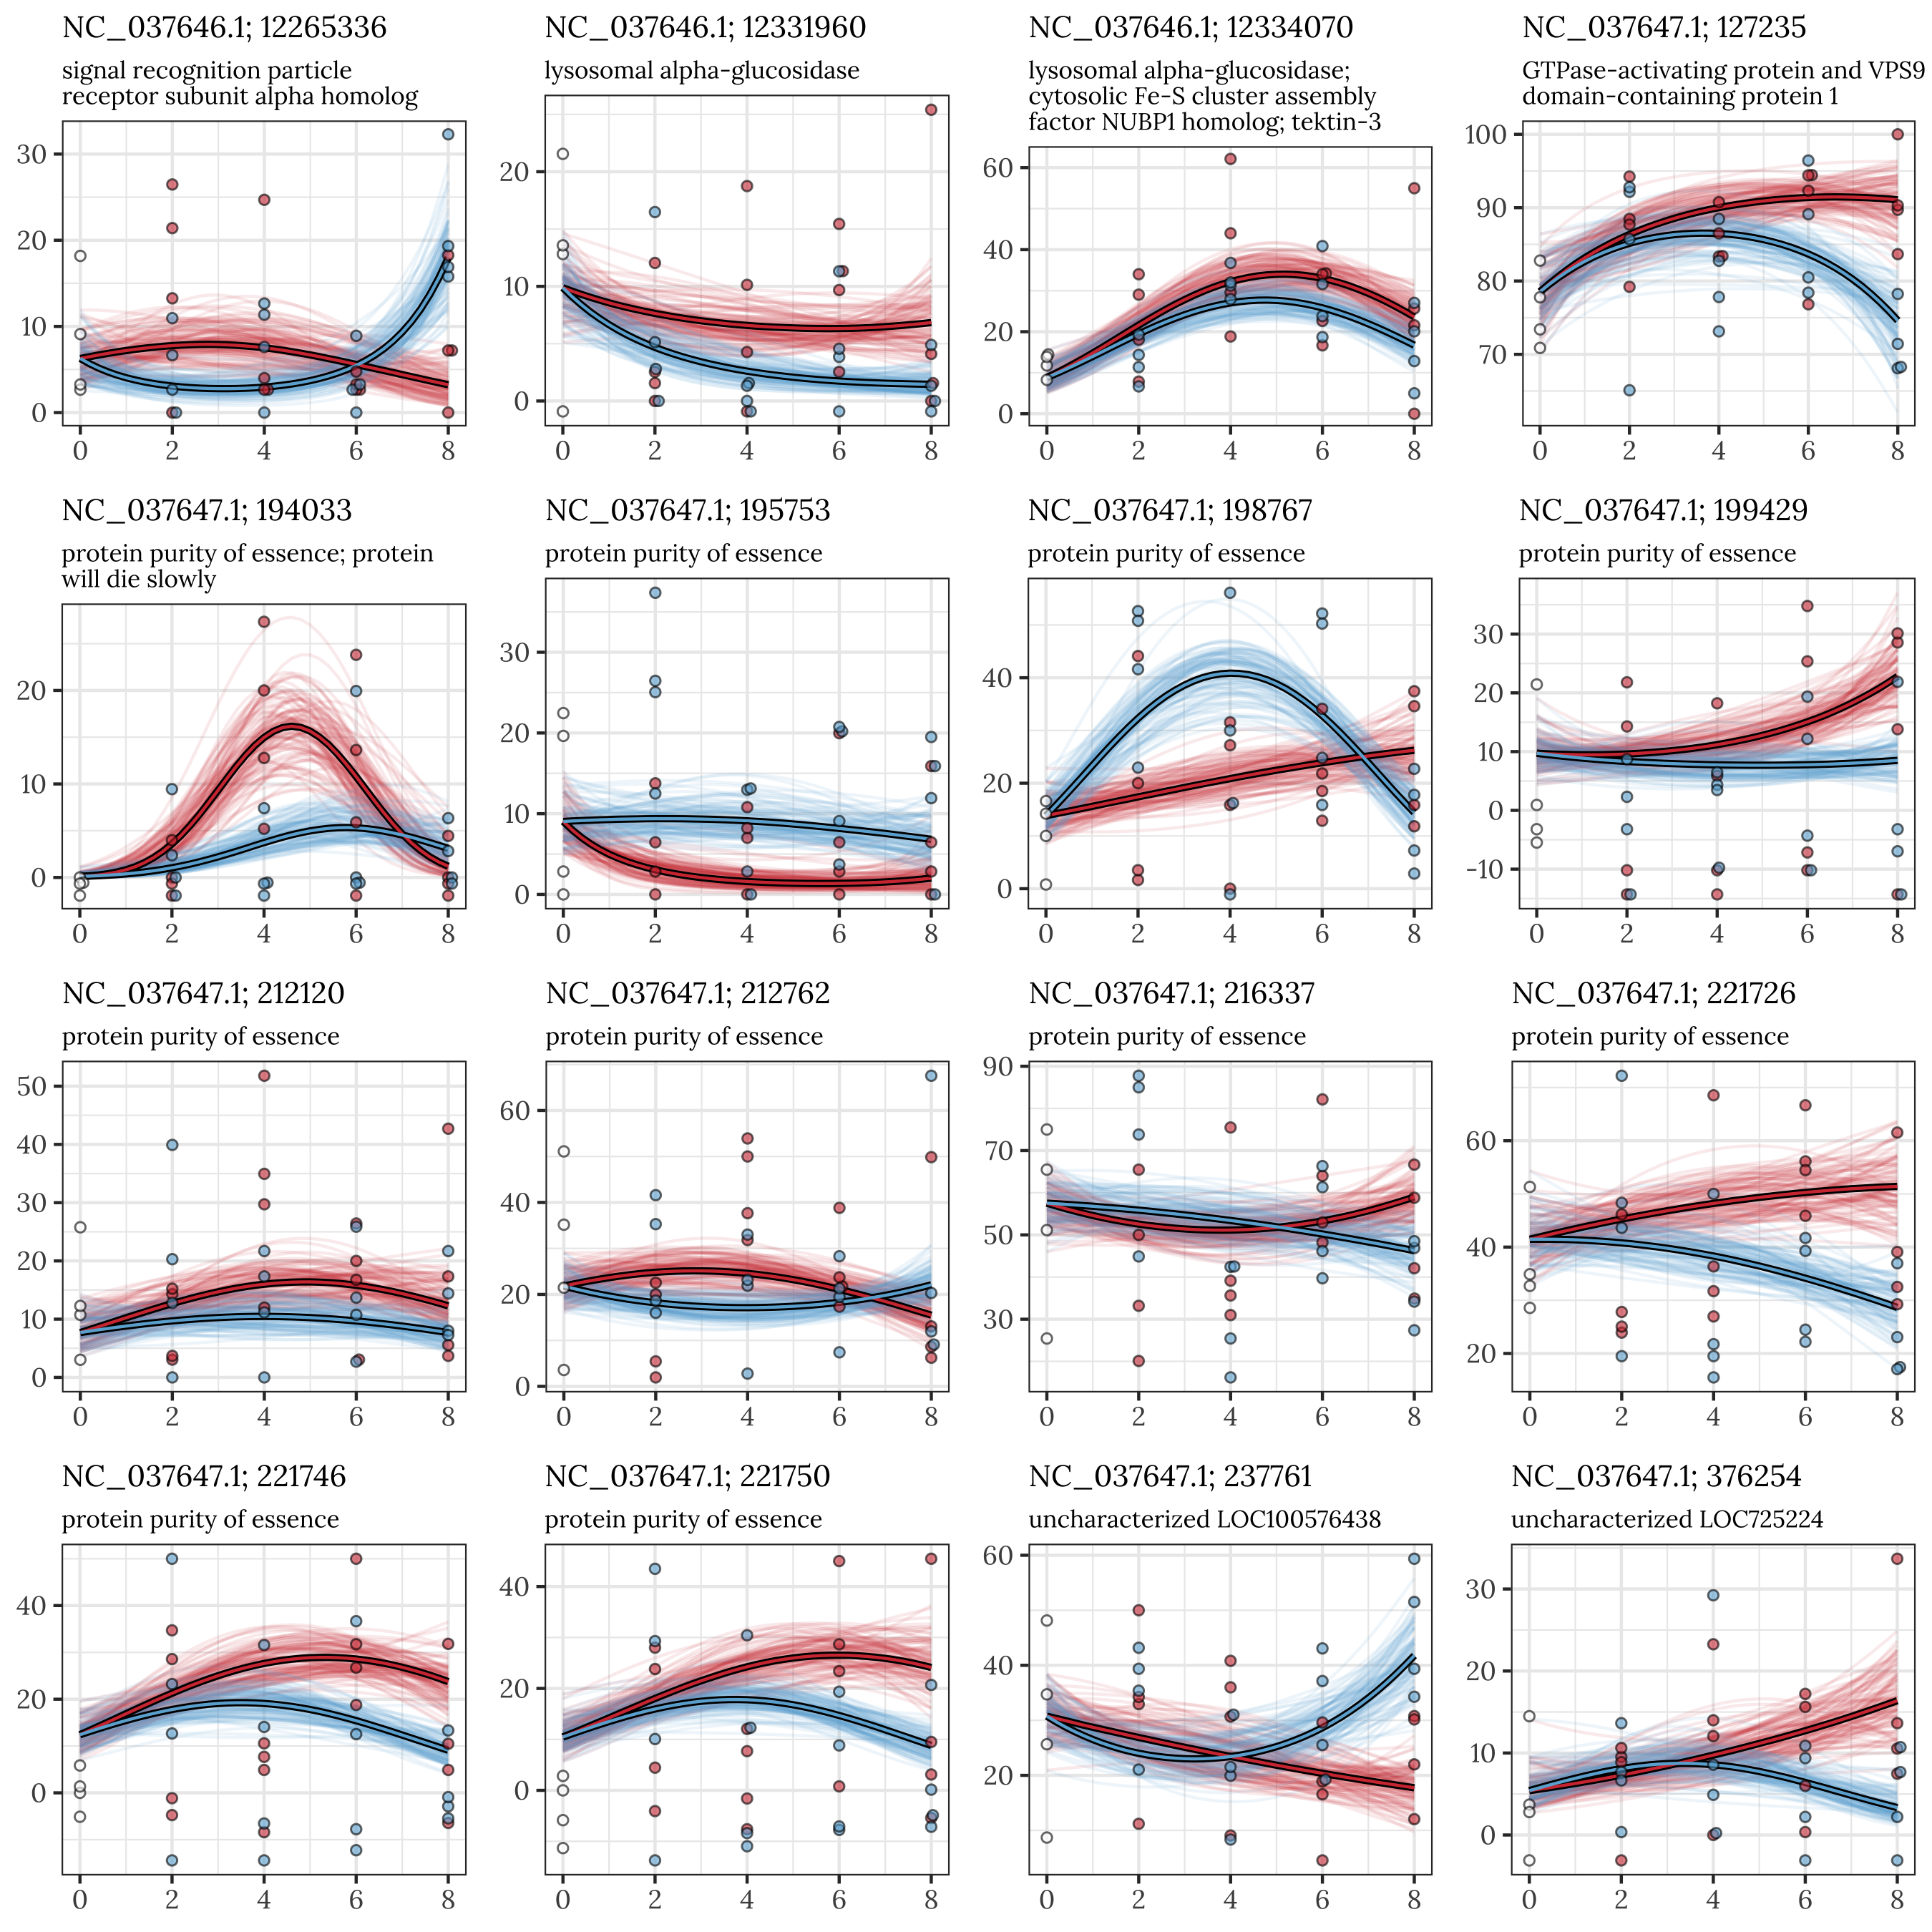 NC_037646.1; 12265336
signal recognition particle
receptor subunit alpha homolog
30
20
10
0
0 2 4 6 8
NC_037646.1; 12331960
lysosomal alpha-glucosidase
20
10
0
0 2 4 6 8
NC_037646.1; 12334070
lysosomal alpha-glucosidase;
cytosolic Fe-S cluster assembly
factor NUBP1 homolog; tektin-3
60
40
20
0
0 2 4 6 8
NC_037647.1; 127235
GTPase-activating protein and VPS9
domain-containing protein 1
100
90
80
70
0 2 4 6 8
NC_037647.1; 194033
protein purity of essence; protein
will die slowly
20
10
0
0 2 4 6 8
NC_037647.1; 195753
protein purity of essence
30
20
10
0
0 2 4 6 8
NC_037647.1; 198767
protein purity of essence
40
20
0
0 2 4 6 8
NC_037647.1; 199429
protein purity of essence
30
20
10
0
-10
0 2 4 6 8
NC_037647.1; 212120
protein purity of essence
50
40
30
20
10
0
0 2 4 6 8
NC_037647.1; 212762
protein purity of essence
60
40
20
0
0 2 4 6 8
NC_037647.1; 216337
protein purity of essence
90
70
50
30
0 2 4 6 8
NC_037647.1; 221726
protein purity of essence
60
40
20
0 2 4 6 8
NC_037647.1; 221746
protein purity of essence
40
20
0
0 2 4 6 8
NC_037647.1; 221750
protein purity of essence
40
20
0
0 2 4 6 8
NC_037647.1; 237761
uncharacterized LOC100576438
60
40
20
0 2 4 6 8
NC_037647.1; 376254
uncharacterized LOC725224
30
20
10
0
0 2 4 6 8